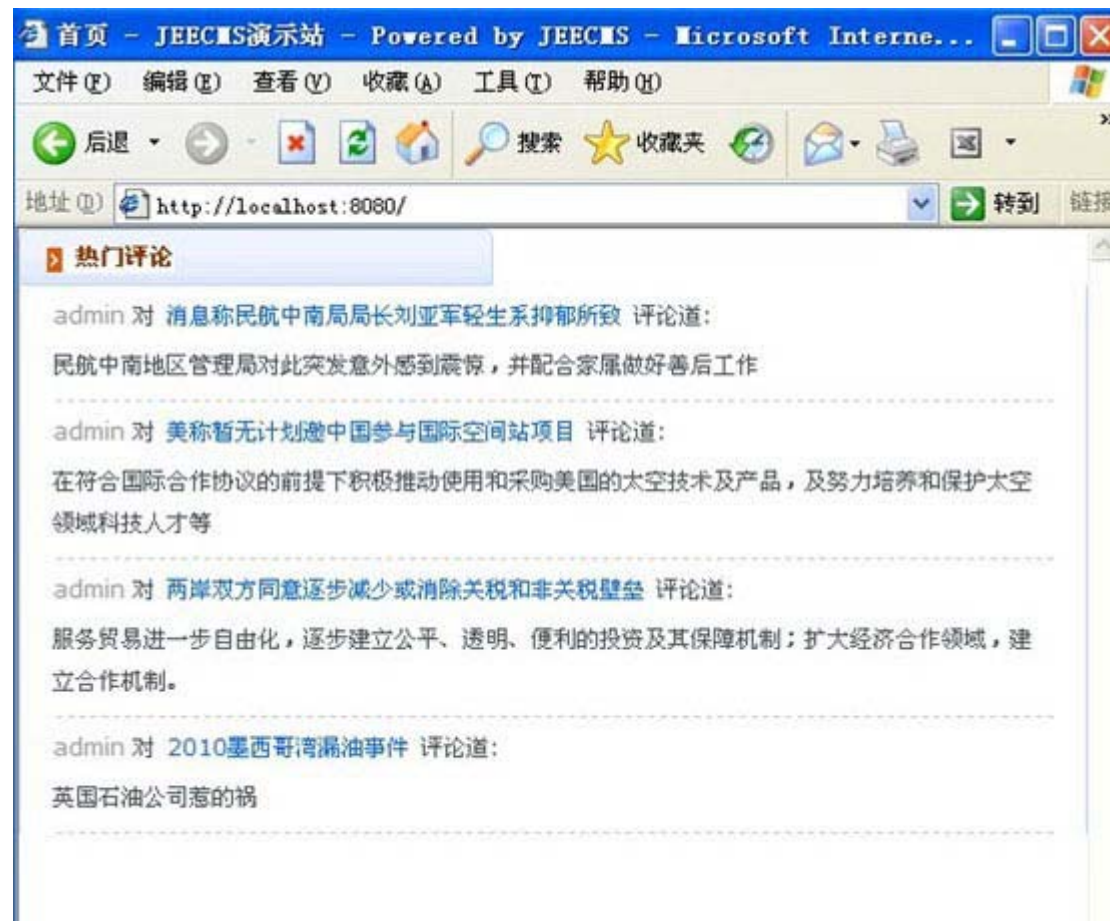 首页 - JEECMS演示站 - Powered by JEECMS - Microsoft Interne...
文件(F) 编辑(E) 查看(V) 收藏(A) 工具(T) 帮助(H)
后退 搜索 收藏夹 »
地址(D) http://localhost:8080/ 转到 链接
热门评论
admin 对 消息称民航中南局局长刘亚军轻生系抑郁所致 评论道:
民航中南地区管理局对此突发意外感到震惊，并配合家属做好善后工作
admin 对 美称暂无计划邀中国参与国际空间站项目 评论道:
在符合国际合作协议的前提下积极推动使用和采购美国的太空技术及产品，及努力培养和保护太空
领域科技人才等
admin 对 两岸双方同意逐步减少或消除关税和非关税壁垒 评论道:
服务贸易进一步自由化，逐步建立公平、透明、便利的投资及其保障机制；扩大经济合作领域，建
立合作机制。
admin 对 2010墨西哥湾漏油事件 评论道:
英国石油公司惹的祸